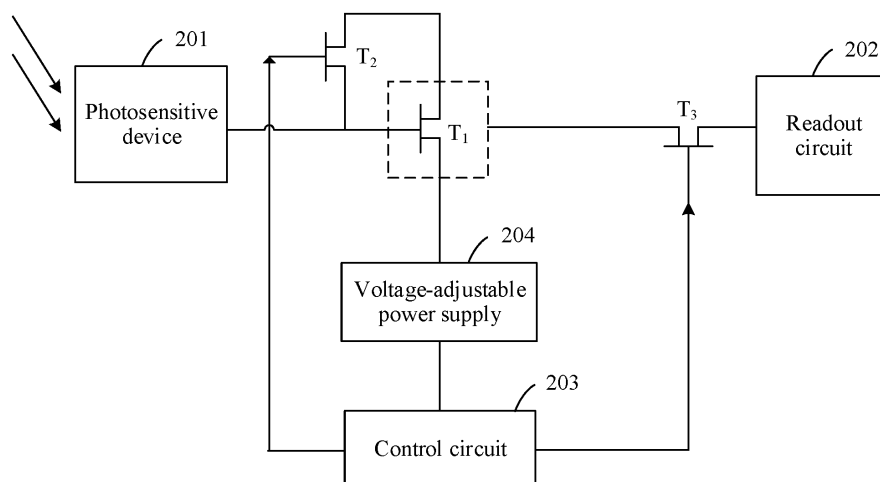 201
Photosensitive
device
T2
T1
T3
202
Readout
circuit
204
Voltage-adjustable
power supply
203
Control circuit